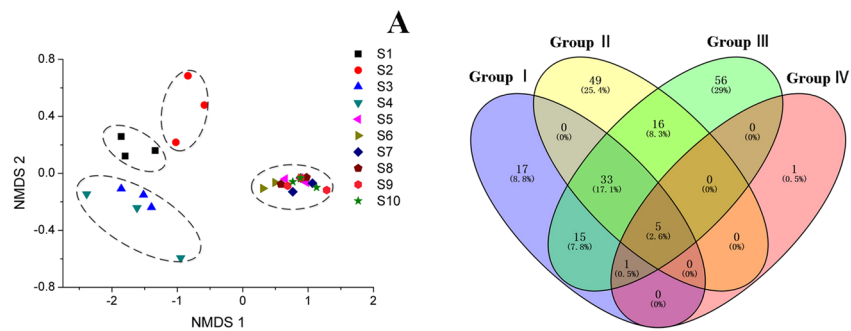 A
0.8
0.4
0.0
-0.4
-0.8
NMDS 2
-2
-1
0
1
2
NMDS 1
S1
S2
S3
S4
S5
S6
S7
S8
S9
S10
Group Ⅰ
Group Ⅱ
Group Ⅲ
Group Ⅳ
49
(25.4%)
56
(29%)
0
(0%)
16
(8.3%)
0
(0%)
17
(8.8%)
33
(17.1%)
0
(0%)
1
(0.5%)
5
(2.6%)
15
(7.8%)
0
(0%)
1
(0.5%)
0
(0%)
0
(0%)